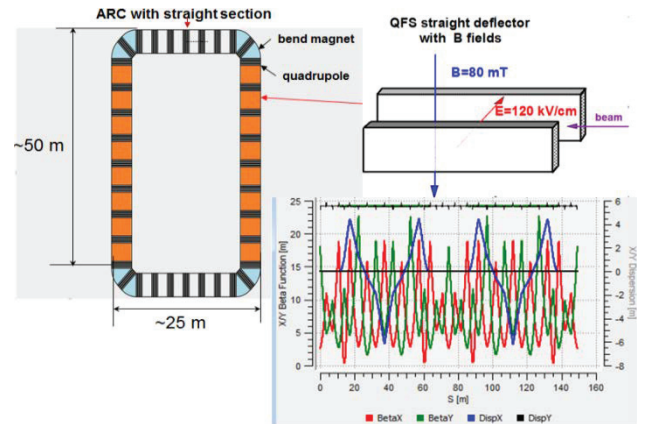 ARC with straight section
bend magnet
quadrupole
~50 m
~25 m
QFS straight deflector
with B fields
B=80 mT
E=120 kV/cm
beam
X/Y Beta Function [m]
25
20
15
10
5
0
6
4
2
0
-2
-4
-6
-8
X/Y Dispersion [m]
0 20 40 60 80 100 120 140 160
S [m]
BetaX BetaY DispX DispY